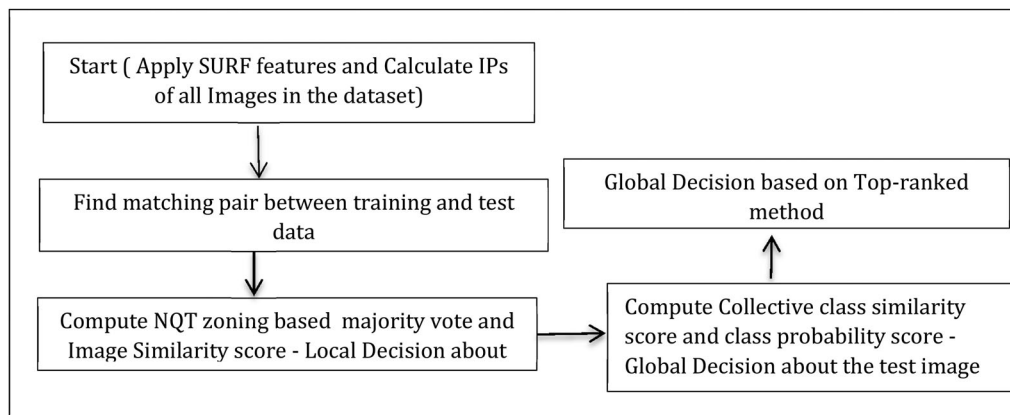 Start ( Apply SURF features and Calculate IPs
of all Images in the dataset)
Find matching pair between training and test
data
Compute NQT zoning based majority vote and
Image Similarity score - Local Decision about
Compute Collective class similarity
score and class probability score -
Global Decision about the test image
Global Decision based on Top-ranked
method